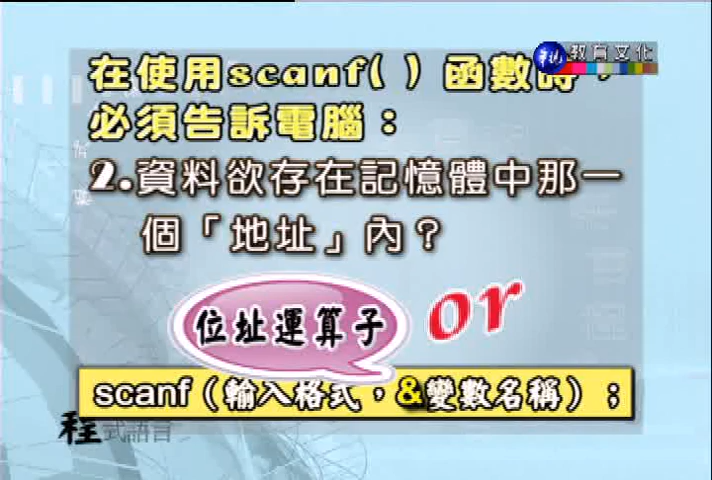 華視 教育文化
在使用scanf( ) 函數時，
必須告訴電腦：
2.資料欲存在記憶體中那一
個「地址」內？
位址運算子 or
scanf（輸入格式，&變數名稱）；
程式語言